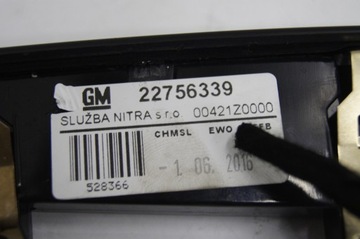 GM 22756339
SLUŽBA NITRA s.r.o. 00421Z0000
CHMSL EWO
- 1. 06. 2016
528366